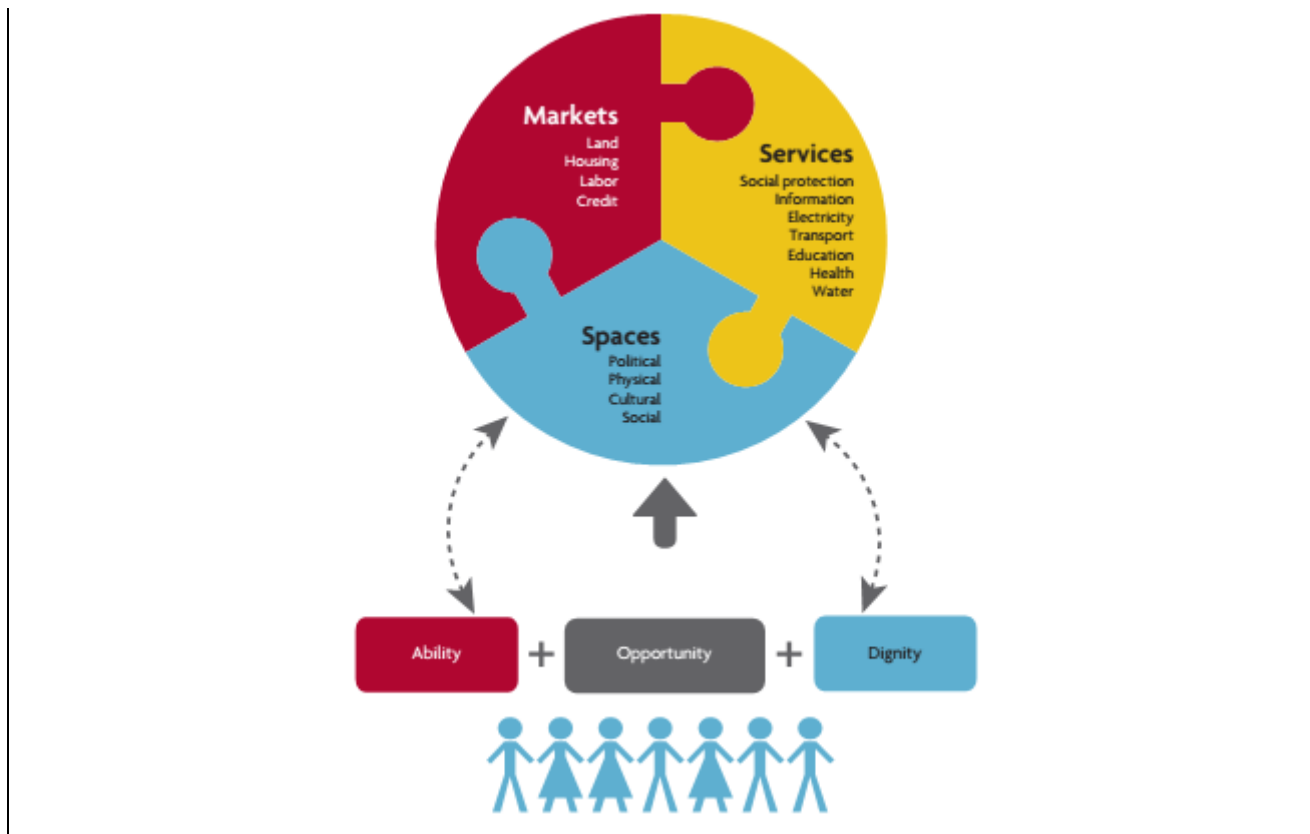 Markets
Land
Housing
Labor
Credit
Services
Social protection
Information
Electricity
Transport
Education
Health
Water
Spaces
Political
Physical
Cultural
Social
Ability + Opportunity + Dignity